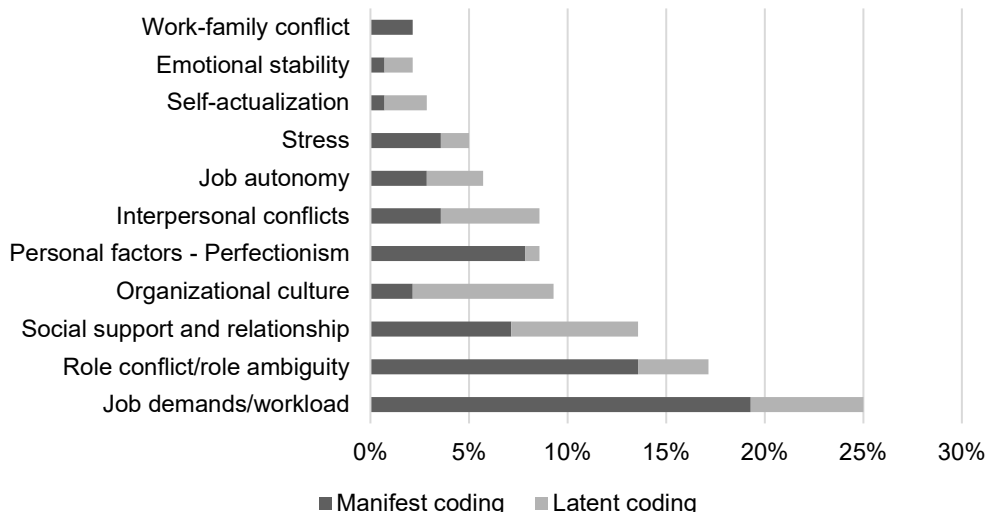 Work-family conflict
Emotional stability
Self-actualization
Stress
Job autonomy
Interpersonal conflicts
Personal factors - Perfectionism
Organizational culture
Social support and relationship
Role conflict/role ambiguity
Job demands/workload
0% 5% 10% 15% 20% 25% 30%
Manifest coding Latent coding